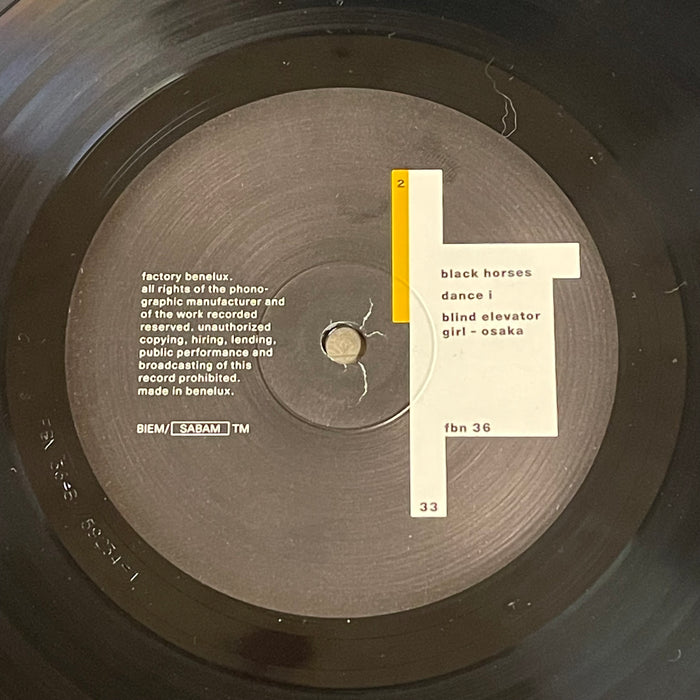 factory benelux.
all rights of the phono-
graphic manufacturer and
of the work recorded
reserved. unauthorized
copying, hiring, lending,
public performance and
broadcasting of this
record prohibited.
made in benelux.
BIEM/ SABAM TM
2
black horses
dance i
blind elevator
girl – osaka
fbn 36
33
FBN 36